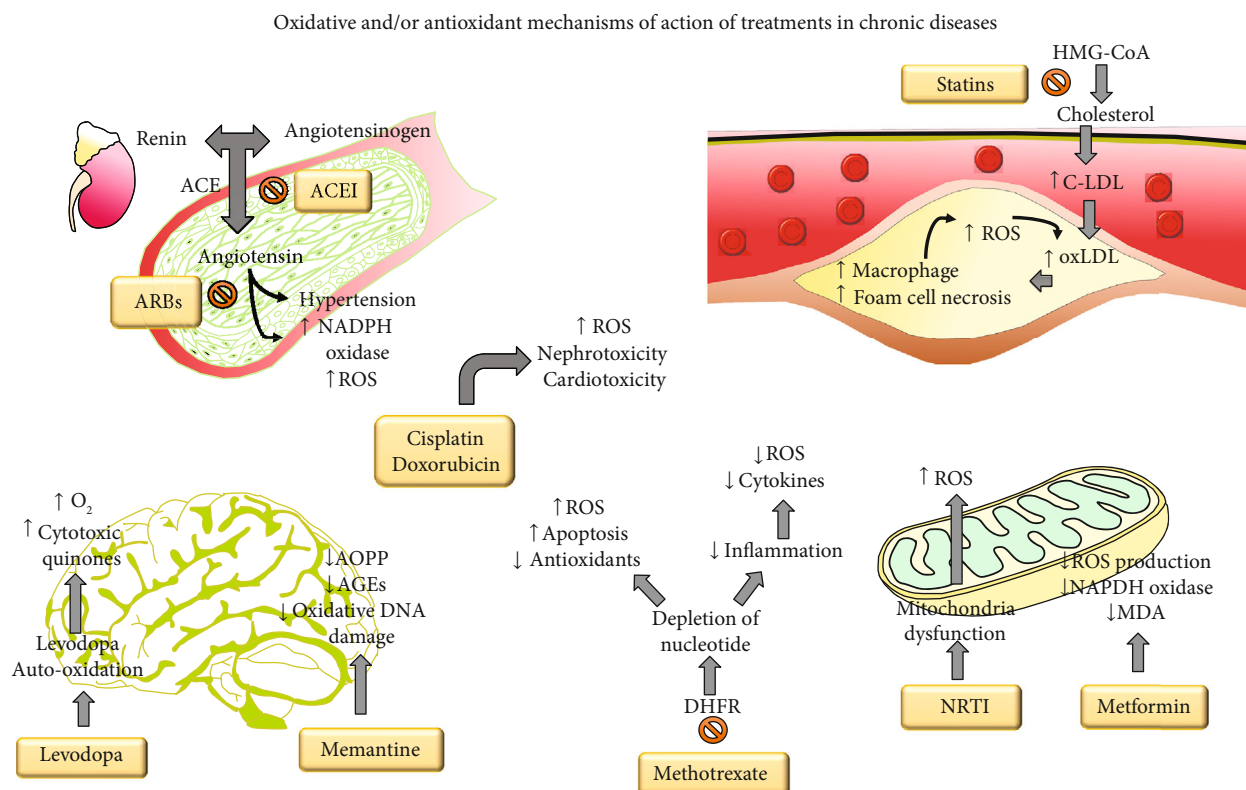 Oxidative and/or antioxidant mechanisms of action of treatments in chronic diseases
Renin
Angiotensinogen
ACE
ACEI
Angiotensin
ARBs
Hypertension
↑ NADPH
oxidase
↑ROS
Statins
HMG-CoA
Cholesterol
↑C-LDL
↑ ROS
↑ oxLDL
↑ Macrophage
↑ Foam cell necrosis
↑ ROS
Nephrotoxicity
Cardiotoxicity
Cisplatin
Doxorubicin
↑ O₂
↑ Cytotoxic
quinones
Levodopa
Auto-oxidation
Levodopa
↓AOPP
↓AGEs
↓Oxidative DNA
damage
Memantine
↑ROS
↑ Apoptosis
↓ Antioxidants
↓ROS
↓Cytokines
↓ Inflammation
Depletion of
nucleotide
DHFR
Methotrexate
↑ ROS
Mitochondria
dysfunction
NRTI
↓ROS production
↓NAPDH oxidase
↓MDA
Metformin